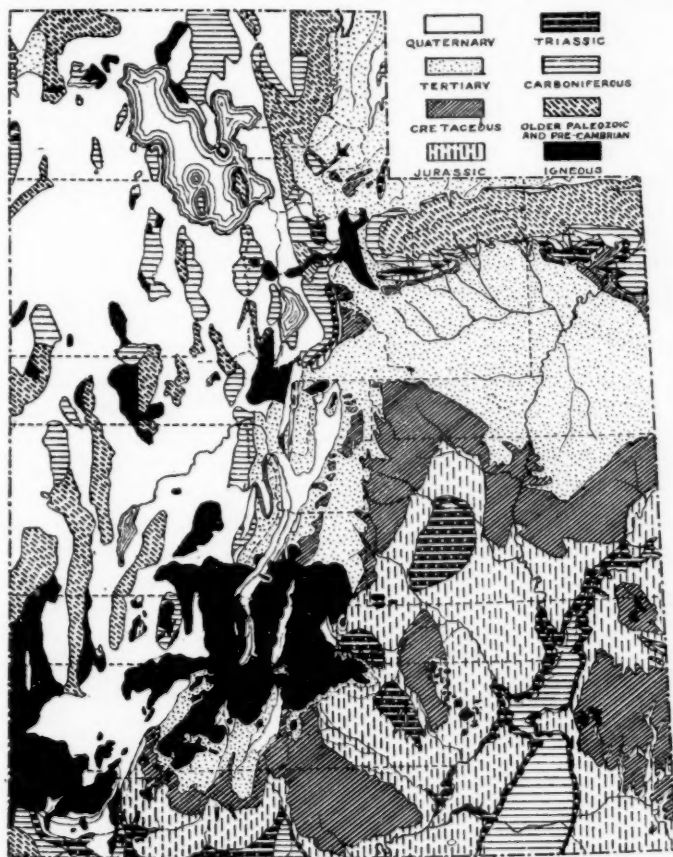 QUATERNARY
TRIASSIC
TERTIARY
CARBONIFEROUS
CRETACEOUS
OLDER PALEOZOIC
AND PRE-CAMBRIAN
JURASSIC
IGNEOUS